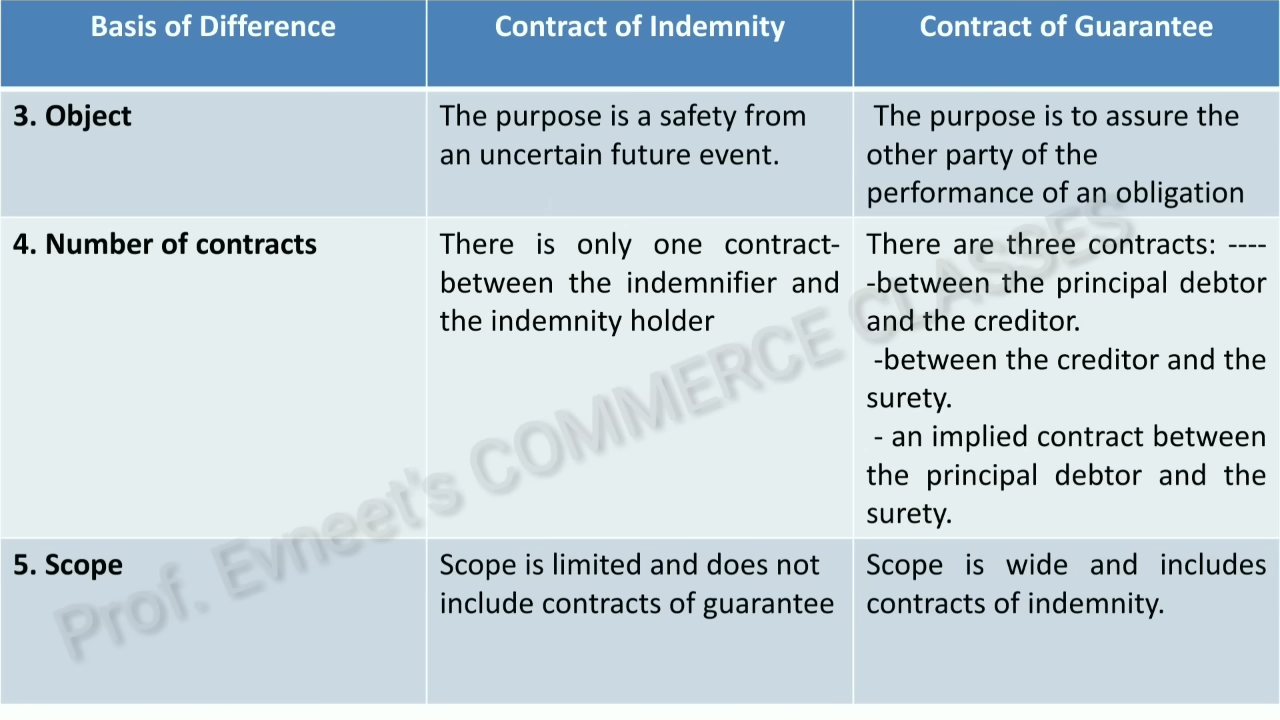 Basis of Difference
Contract of Indemnity
Contract of Guarantee
3. Object
The purpose is a safety from
an uncertain future event.
The purpose is to assure the
other party of the
performance of an obligation
4. Number of contracts
There is only one contract-
between the indemnifier and
the indemnity holder
There are three contracts: ----
-between the principal debtor
and the creditor.
-between the creditor and the
surety.
- an implied contract between
the principal debtor and the
surety.
5. Scope
Scope is limited and does not
include contracts of guarantee
Scope is wide and includes
contracts of indemnity.
Prof. Evneet's COMMERCE CLASSES